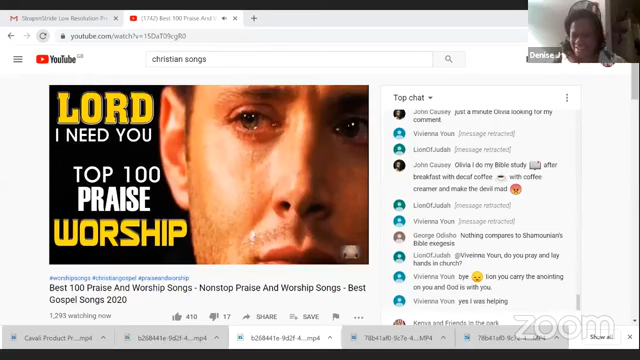 StrapsnStride Low Resolution Pr
(1742) Best 100 Praise And W
youtube.com/watch?v=15DaT09cgR0
YouTube GB
christian songs
Denise J
LORD
I NEED YOU
TOP 100
PRAISE
WORSHIP
#worshipsongs #christiangospel #praiseandworship
Best 100 Praise And Worship Songs - Nonstop Praise And Worship Songs - Best
Gospel Songs 2020
1,293 watching now
410
17
SHARE
SAVE
Top chat
John Causey just a minute Olivia looking for my
comment
Vivienna Youn [message retracted]
LionOfJudah [message retracted]
John Causey Olivia I do my Bible study 📖 after
breakfast with decaf coffee ☕ with coffee
creamer and make the devil mad 😡
LionOfJudah [message retracted]
Vivienna Youn [message retracted]
George Odisho Nothing compares to Shamounian's
Bible exegesis
LionOfJudah @Vivienna Youn, do you pray and lay
hands in church?
Vivienna Youn bye 😞 lion you carry the anointing
on you and God is with you.
Vivienna Youn yes I was helping
Kenya and Friends in the park
Cavali Product Pr....mp4
b268441e-9d2f-4....mp4
b268441e-9d2f-4....mp4
78b41af0-9c7e-4....MP4
78b41af0-9c7e-4....MP4
Show all
zoom